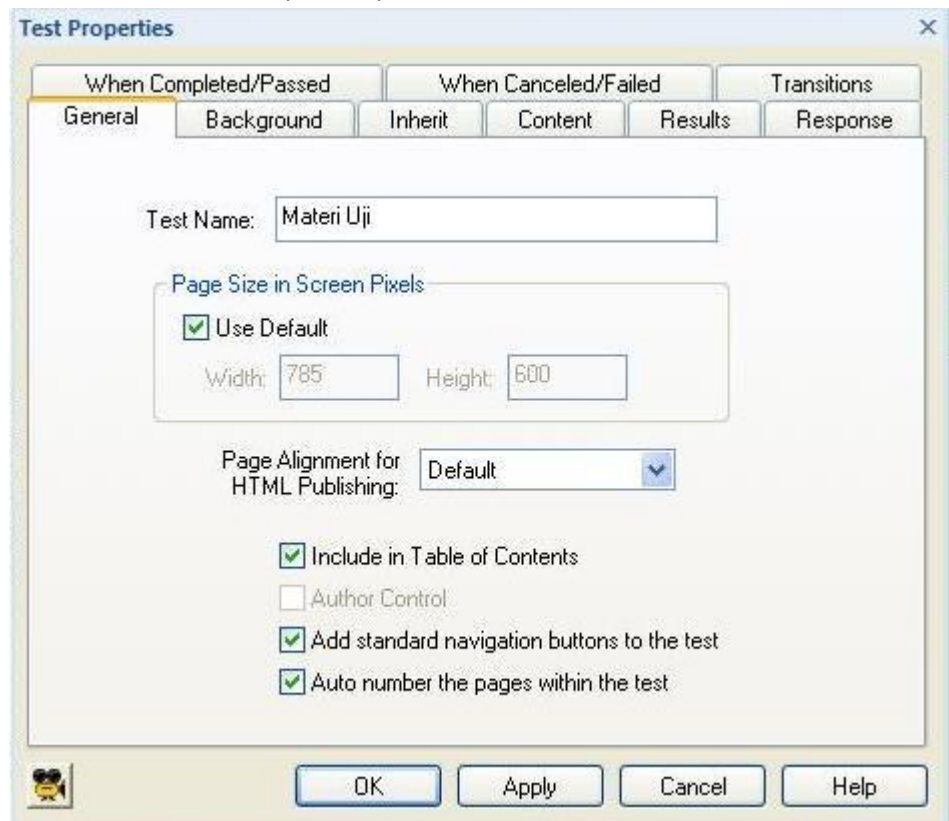 Test Properties
When Completed/Passed When Canceled/Failed Transitions
General Background Inherit Content Results Response
Test Name: Materi Uji
Page Size in Screen Pixels
Use Default
Width: 785 Height: 600
Page Alignment for
HTML Publishing: Default
Include in Table of Contents
Author Control
Add standard navigation buttons to the test
Auto number the pages within the test
OK Apply Cancel Help